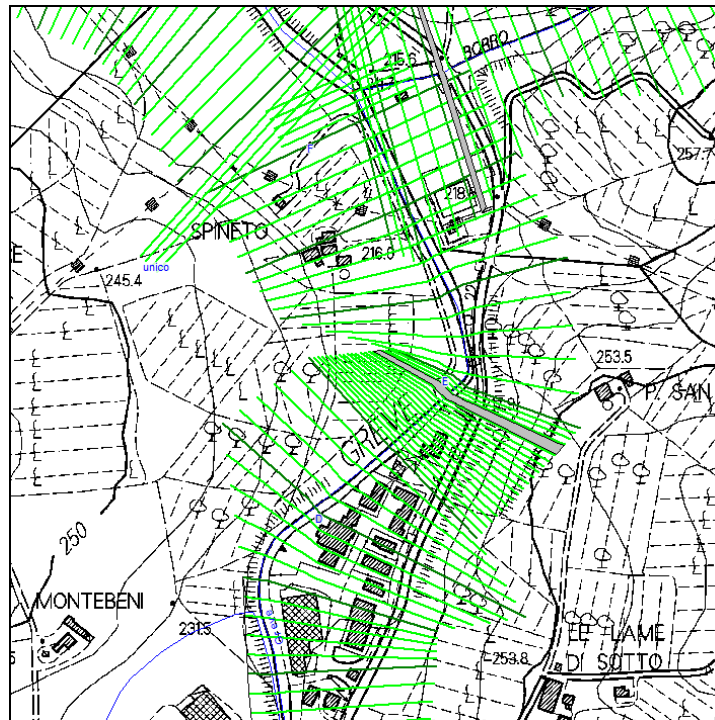 BORRO
215.6
257.7
F
218.5
SPINETO
216.0
unico
245.4
253.5
E
P. SAN
GREVE
D
250
MONTEBENI
231.5
LE LAME
DI SOTTO
253.8